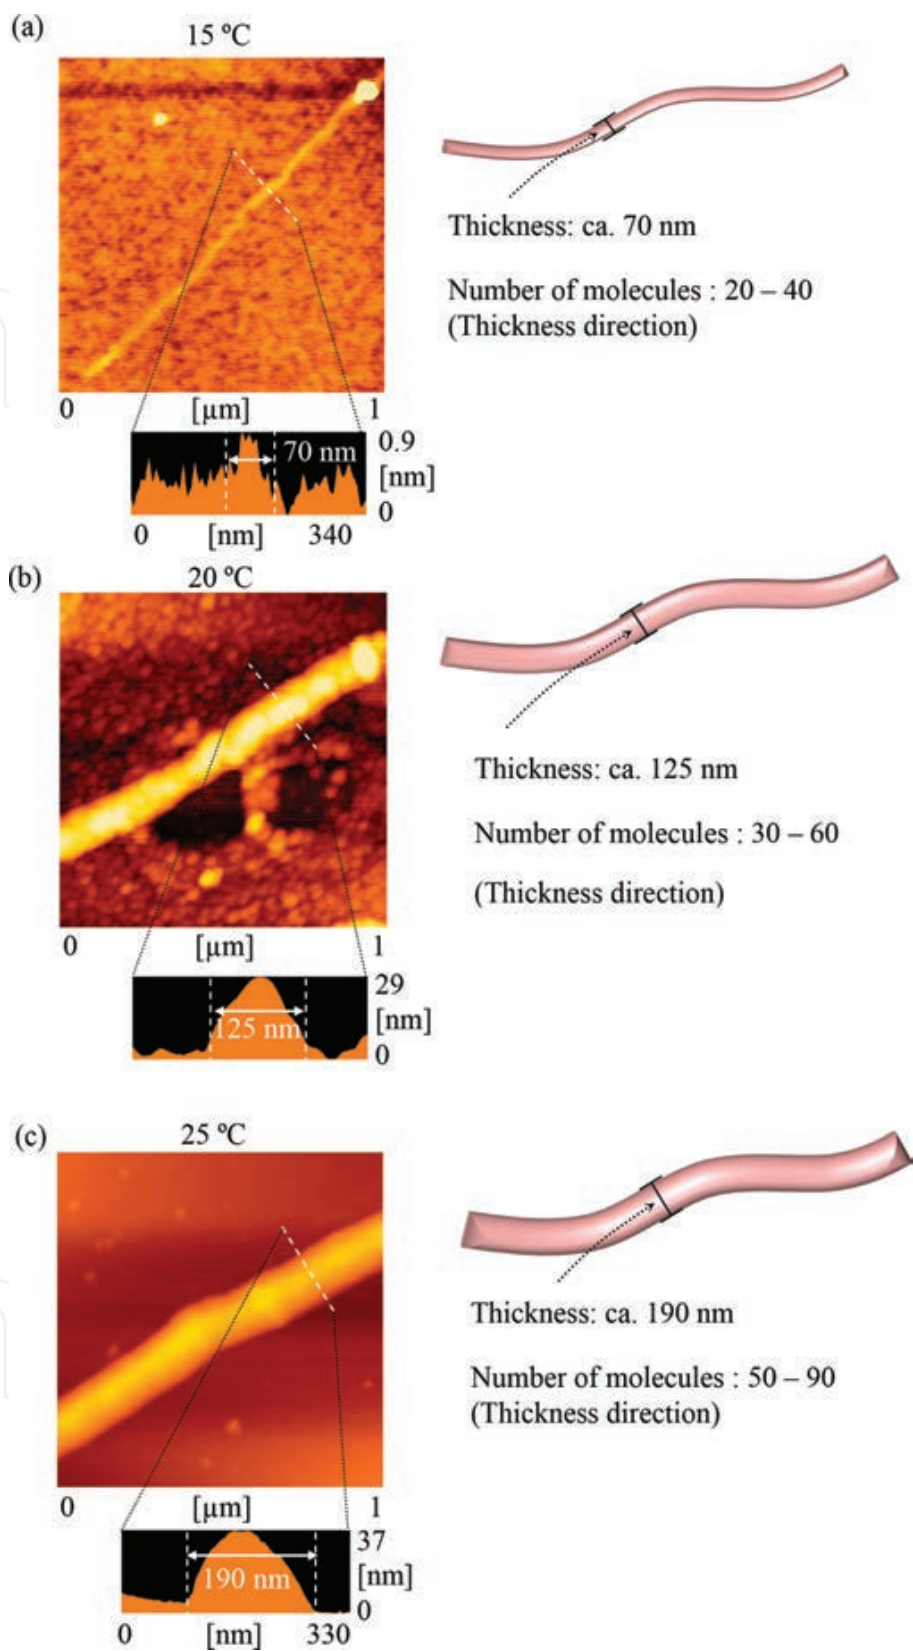 (a)
15 ºC
Thickness: ca. 70 nm
Number of molecules : 20 – 40
(Thickness direction)
0 [µm] 1
70 nm
0.9
[nm]
0
0 [nm] 340
(b)
20 ºC
Thickness: ca. 125 nm
Number of molecules : 30 – 60
(Thickness direction)
0 [µm] 1
125 nm
29
[nm]
0
(c)
25 ºC
Thickness: ca. 190 nm
Number of molecules : 50 – 90
(Thickness direction)
0 [µm] 1
190 nm
37
[nm]
0
0 [nm] 330